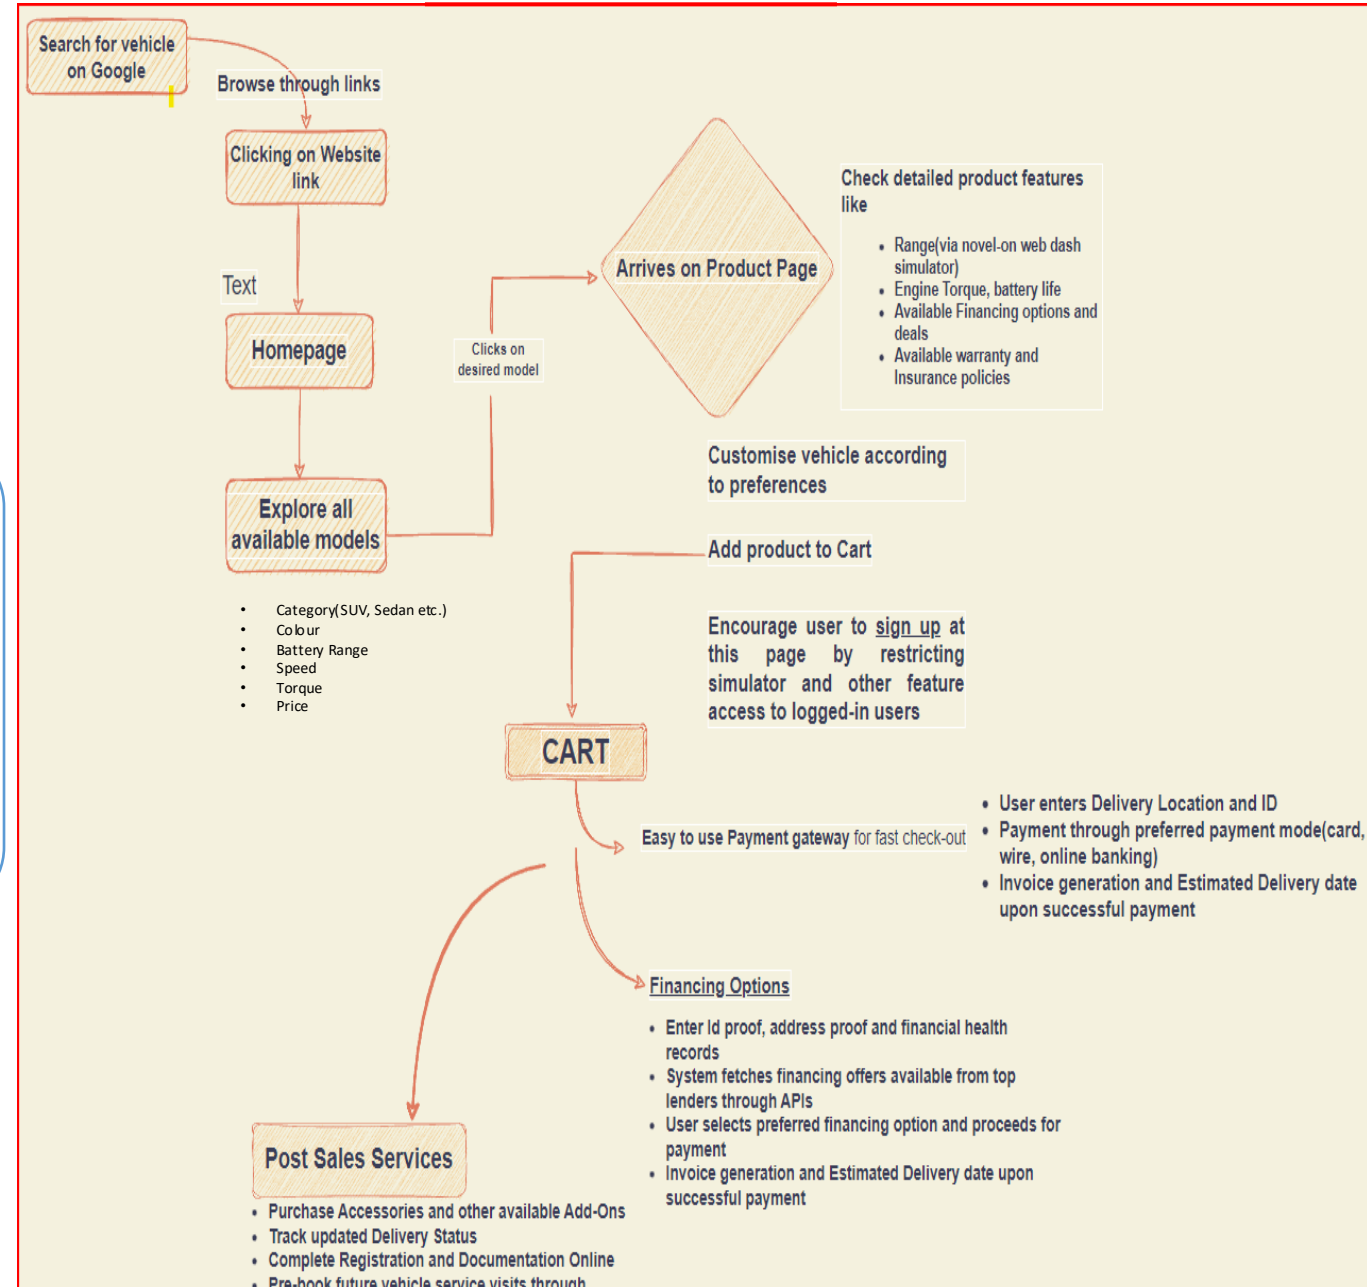 Search for vehicle
on Google
Browse through links
Clicking on Website
link
Text
Homepage
Explore all
available models
• Category(SUV, Sedan etc.)
• Colour
• Battery Range
• Speed
• Torque
• Price
Clicks on
desired model
Arrives on Product Page
Check detailed product features
like
• Range(via novel-on web dash
simulator)
• Engine Torque, battery life
• Available Financing options and
deals
• Available warranty and
Insurance policies
Customise vehicle according
to preferences
Add product to Cart
Encourage user to sign up at
this page by restricting
simulator and other feature
access to logged-in users
CART
Easy to use Payment gateway for fast check-out
• User enters Delivery Location and ID
• Payment through preferred payment mode(card,
wire, online banking)
• Invoice generation and Estimated Delivery date
upon successful payment
Financing Options
• Enter Id proof, address proof and financial health
records
• System fetches financing offers available from top
lenders through APIs
• User selects preferred financing option and proceeds for
payment
• Invoice generation and Estimated Delivery date upon
successful payment
Post Sales Services
• Purchase Accessories and other available Add-Ons
• Track updated Delivery Status
• Complete Registration and Documentation Online
• Pre-book future vehicle service visits through